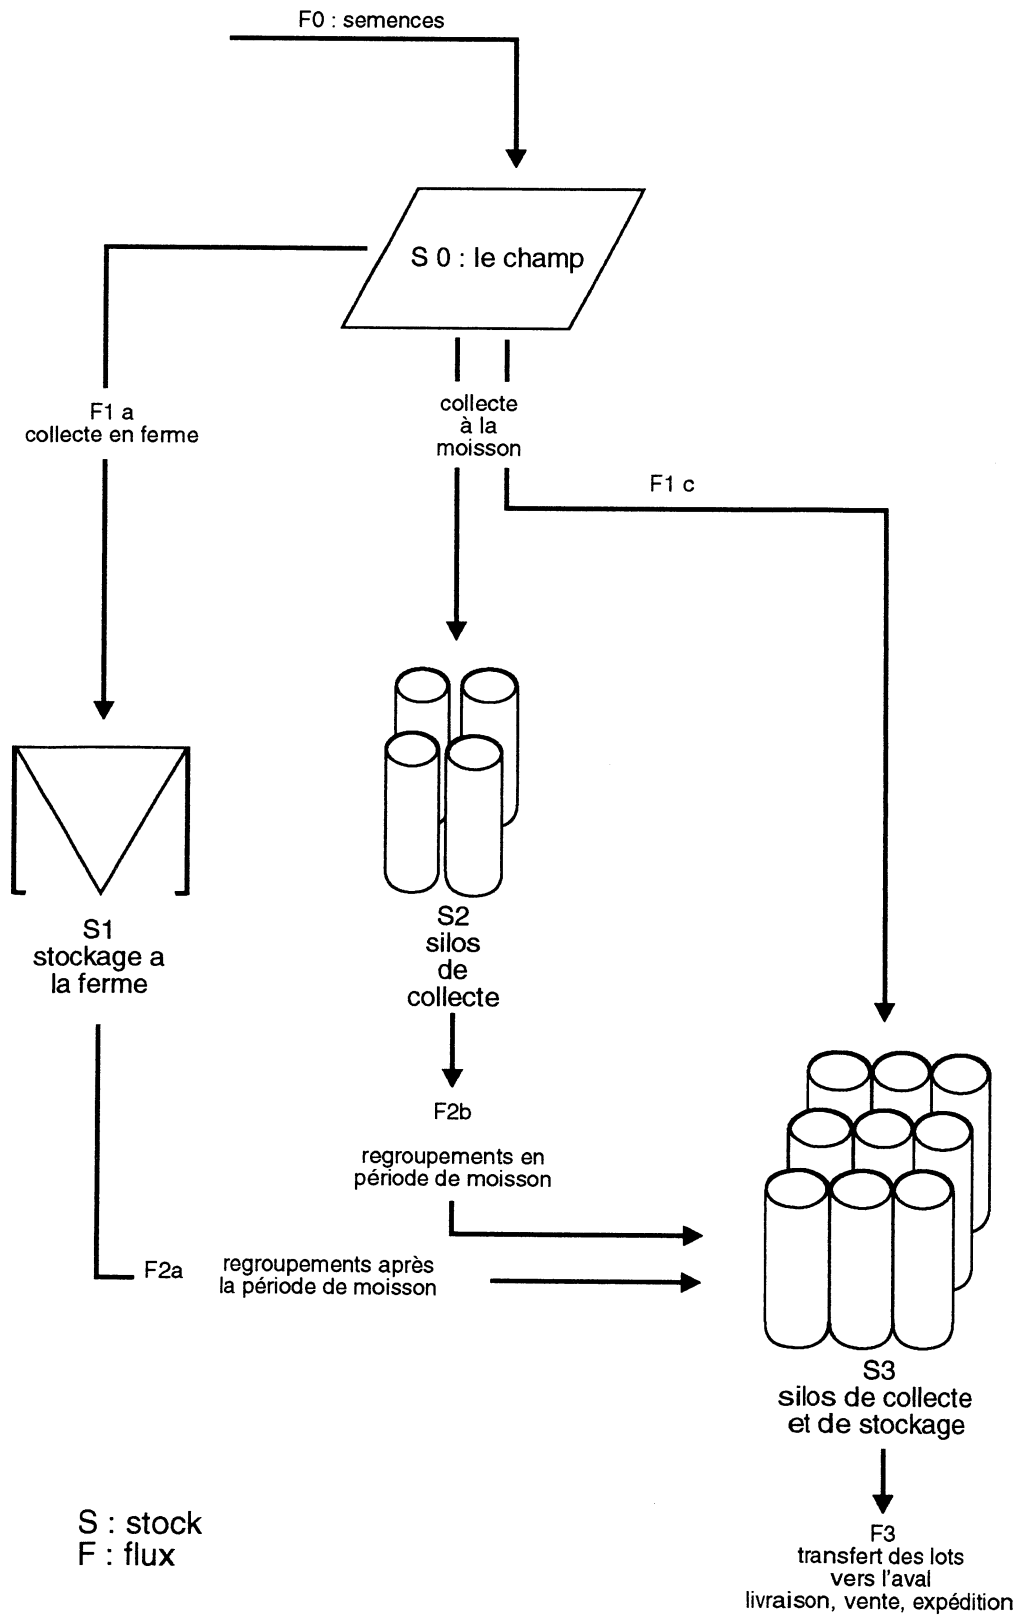 F0 : semences
S 0 : le champ
F1 a
collecte en ferme
collecte
à la
moisson
F1 c
S1
stockage a
la ferme
S2
silos
de
collecte
F2b
regroupements en
période de moisson
F2a
regroupements après
la période de moisson
S3
silos de collecte
et de stockage
S : stock
F : flux
F3
transfert des lots
vers l'aval
livraison, vente, expédition